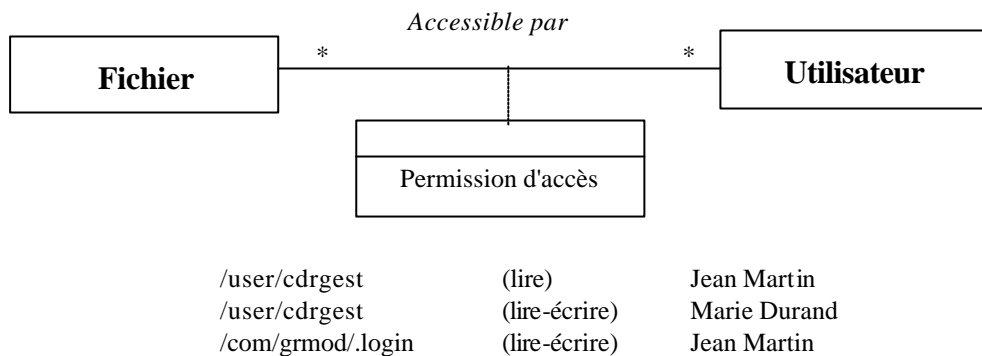 Accessible par
* *
Fichier Utilisateur
Permission d'accès
/user/cdrgest (lire) Jean Martin
/user/cdrgest (lire-écrire) Marie Durand
/com/grmod/.login (lire-écrire) Jean Martin